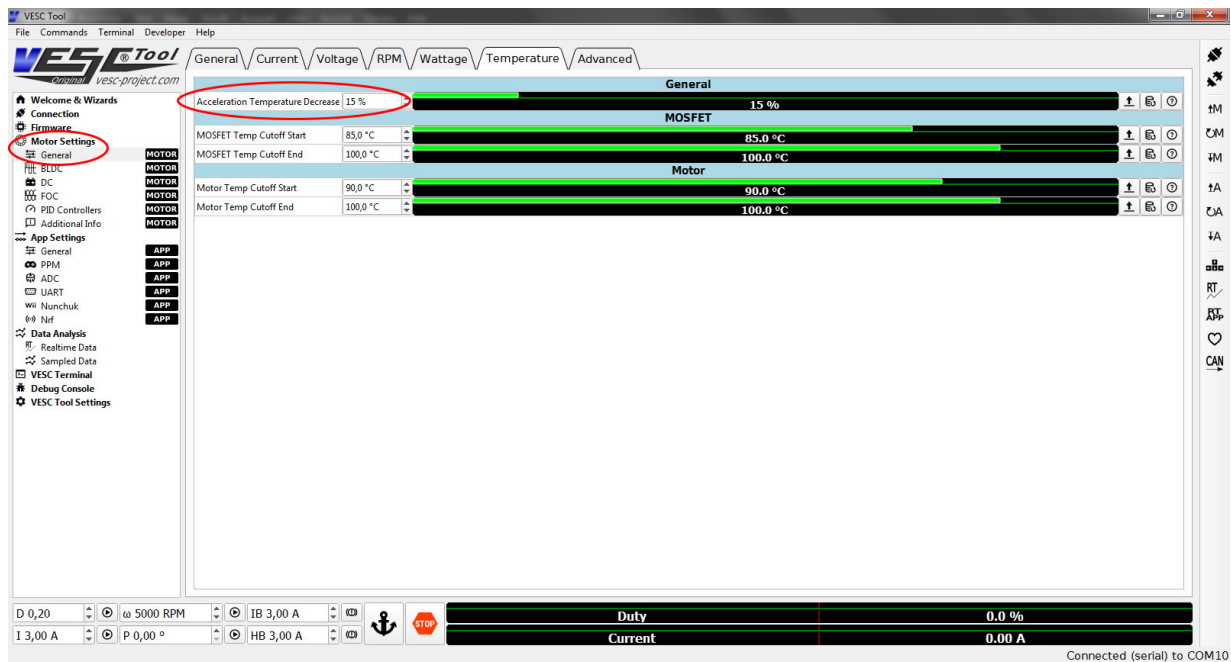 VESC Tool
File Commands Terminal Developer Help
VESC® Tool
Original vesc-project.com
General Current Voltage RPM Wattage Temperature Advanced
Welcome & Wizards
Connection
Firmware
Motor Settings
General MOTOR
BLDC MOTOR
DC MOTOR
FOC MOTOR
PID Controllers MOTOR
Additional Info MOTOR
App Settings
General APP
PPM APP
ADC APP
UART APP
Wii Nunchuk APP
Nrf APP
Data Analysis
RT Realtime Data
Sampled Data
VESC Terminal
Debug Console
VESC Tool Settings
General
Acceleration Temperature Decrease 15 % 15 %
MOSFET
MOSFET Temp Cutoff Start 85,0 °C 85.0 °C
MOSFET Temp Cutoff End 100,0 °C 100.0 °C
Motor
Motor Temp Cutoff Start 90,0 °C 90.0 °C
Motor Temp Cutoff End 100,0 °C 100.0 °C
M
M
M
A
A
A
RT
RT APP
CAN
D 0,20 ω 5000 RPM IB 3,00 A STOP Duty 0.0 %
I 3,00 A P 0,00 ° HB 3,00 A Current 0.00 A
Connected (serial) to COM10